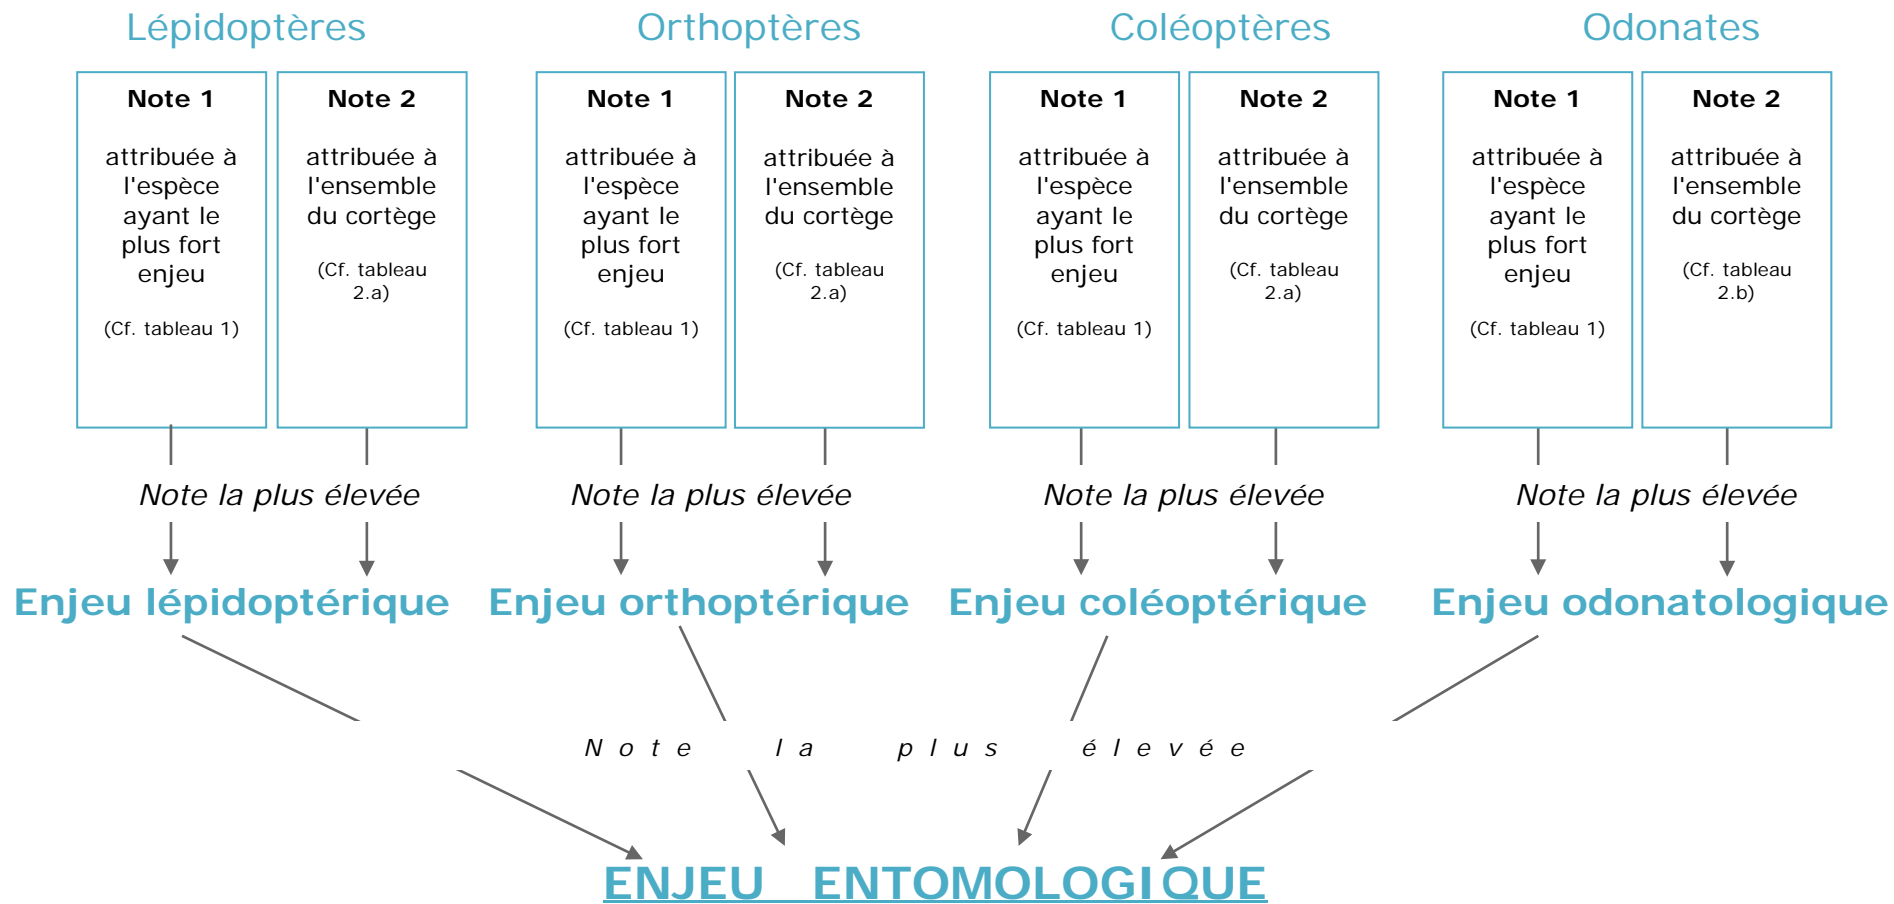 Lépidoptères
Orthoptères
Coléoptères
Odonates
Note 1
attribuée à
l'espèce
ayant le
plus fort
enjeu
(Cf. tableau 1)
Note 2
attribuée à
l'ensemble
du cortège
(Cf. tableau
2.a)
Note 1
attribuée à
l'espèce
ayant le
plus fort
enjeu
(Cf. tableau 1)
Note 2
attribuée à
l'ensemble
du cortège
(Cf. tableau
2.a)
Note 1
attribuée à
l'espèce
ayant le
plus fort
enjeu
(Cf. tableau 1)
Note 2
attribuée à
l'ensemble
du cortège
(Cf. tableau
2.a)
Note 1
attribuée à
l'espèce
ayant le
plus fort
enjeu
(Cf. tableau 1)
Note 2
attribuée à
l'ensemble
du cortège
(Cf. tableau
2.b)
Note la plus élevée
Note la plus élevée
Note la plus élevée
Note la plus élevée
Enjeu lépidoptérique
Enjeu orthoptérique
Enjeu coléoptérique
Enjeu odonatologique
Note la plus élevée
ENJEU ENTOMOLOGIQUE